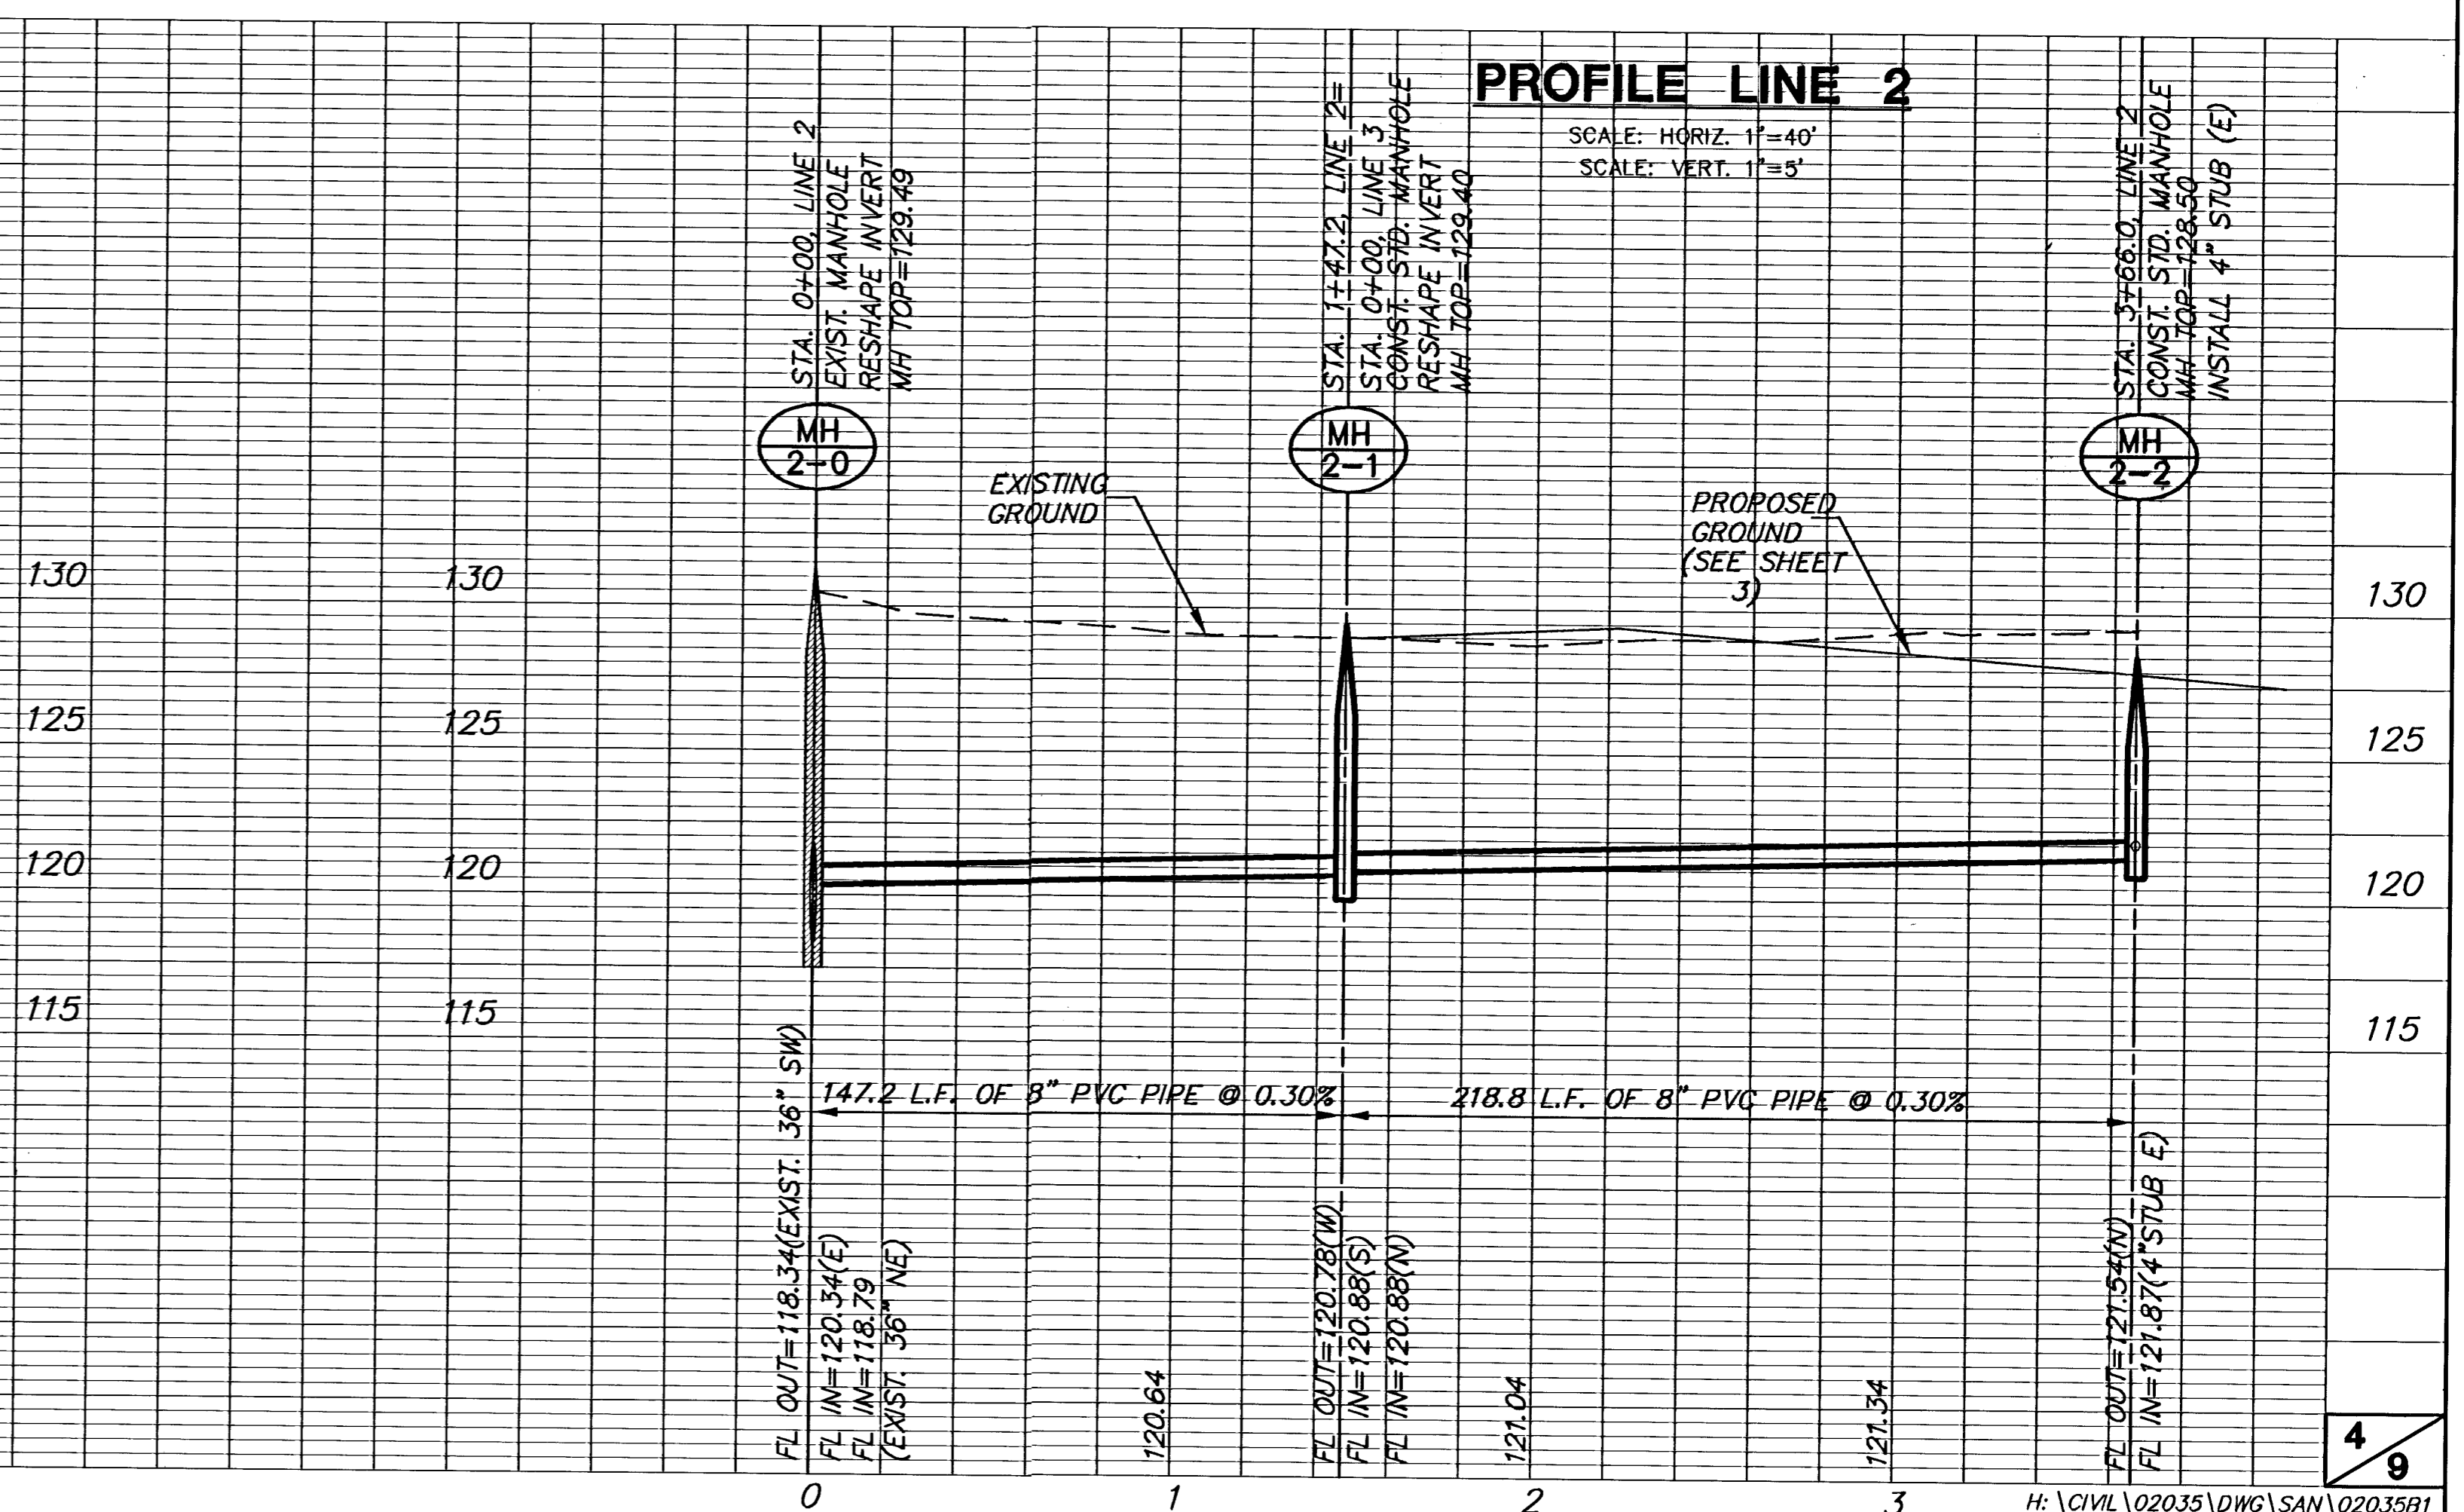 PROFILE LINE 2
SCALE: HORIZ. 1"=40'
SCALE: VERT. 1"=5'
STA. 0+00, LINE 2
EXIST. MANHOLE
RESHAPE INVERT
MH TOP=129.49
STA. 1+47.2, LINE 2=
STA. 0+00, LINE 3
CONST. STD. MANHOLE
RESHAPE INVERT
MH TOP=129.40
STA. 3+66.0, LINE 2
CONST. STD. MANHOLE
MH TOP=128.50
INSTALL 4" STUB (E)
MH
2-0
MH
2-1
MH
2-2
EXISTING
GROUND
PROPOSED
GROUND
(SEE SHEET
3)
130
130
130
125
125
125
120
120
120
115
115
115
147.2 L.F. OF 8" PVC PIPE @ 0.30%
218.8 L.F. OF 8" PVC PIPE @ 0.30%
FL OUT=118.34(EXIST. 36" SW)
FL IN=120.34(E)
FL IN=118.79
(EXIST. 36" NE)
120.64
FL OUT=120.78(W)
FL IN=120.88(S)
FL IN=120.88(N)
121.04
121.34
FL OUT=121.54(N)
FL IN=121.87(4"STUB E)
0
1
2
3
4
9
H:\CIVIL\02035\DWG\SAN\02035B1